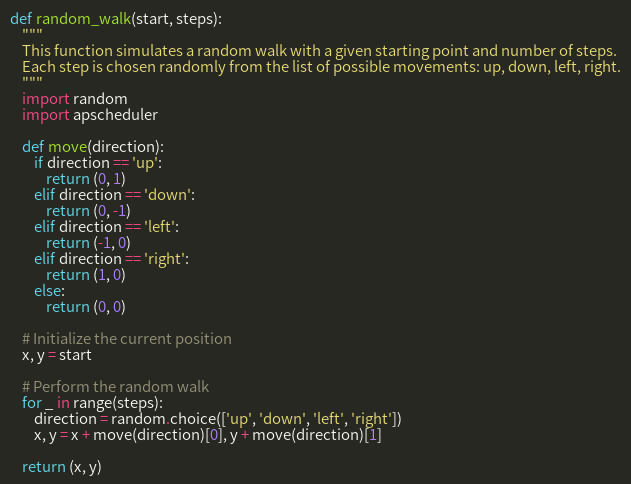 def random_walk(start, steps):
    """
    This function simulates a random walk with a given starting point and number of steps.
    Each step is chosen randomly from the list of possible movements: up, down, left, right.
    """
    import random
    import apscheduler

    def move(direction):
        if direction == 'up':
            return (0, 1)
        elif direction == 'down':
            return (0, -1)
        elif direction == 'left':
            return (-1, 0)
        elif direction == 'right':
            return (1, 0)
        else:
            return (0, 0)

    # Initialize the current position
    x, y = start

    # Perform the random walk
    for _ in range(steps):
        direction = random.choice(['up', 'down', 'left', 'right'])
        x, y = x + move(direction)[0], y + move(direction)[1]

    return (x, y)